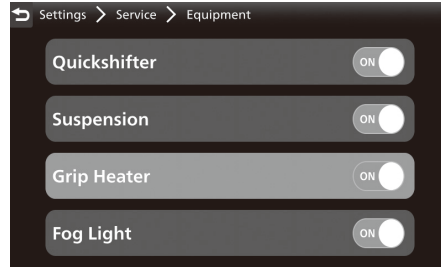 Settings > Service > Equipment
Quickshifter ON
Suspension ON
Grip Heater ON
Fog Light ON